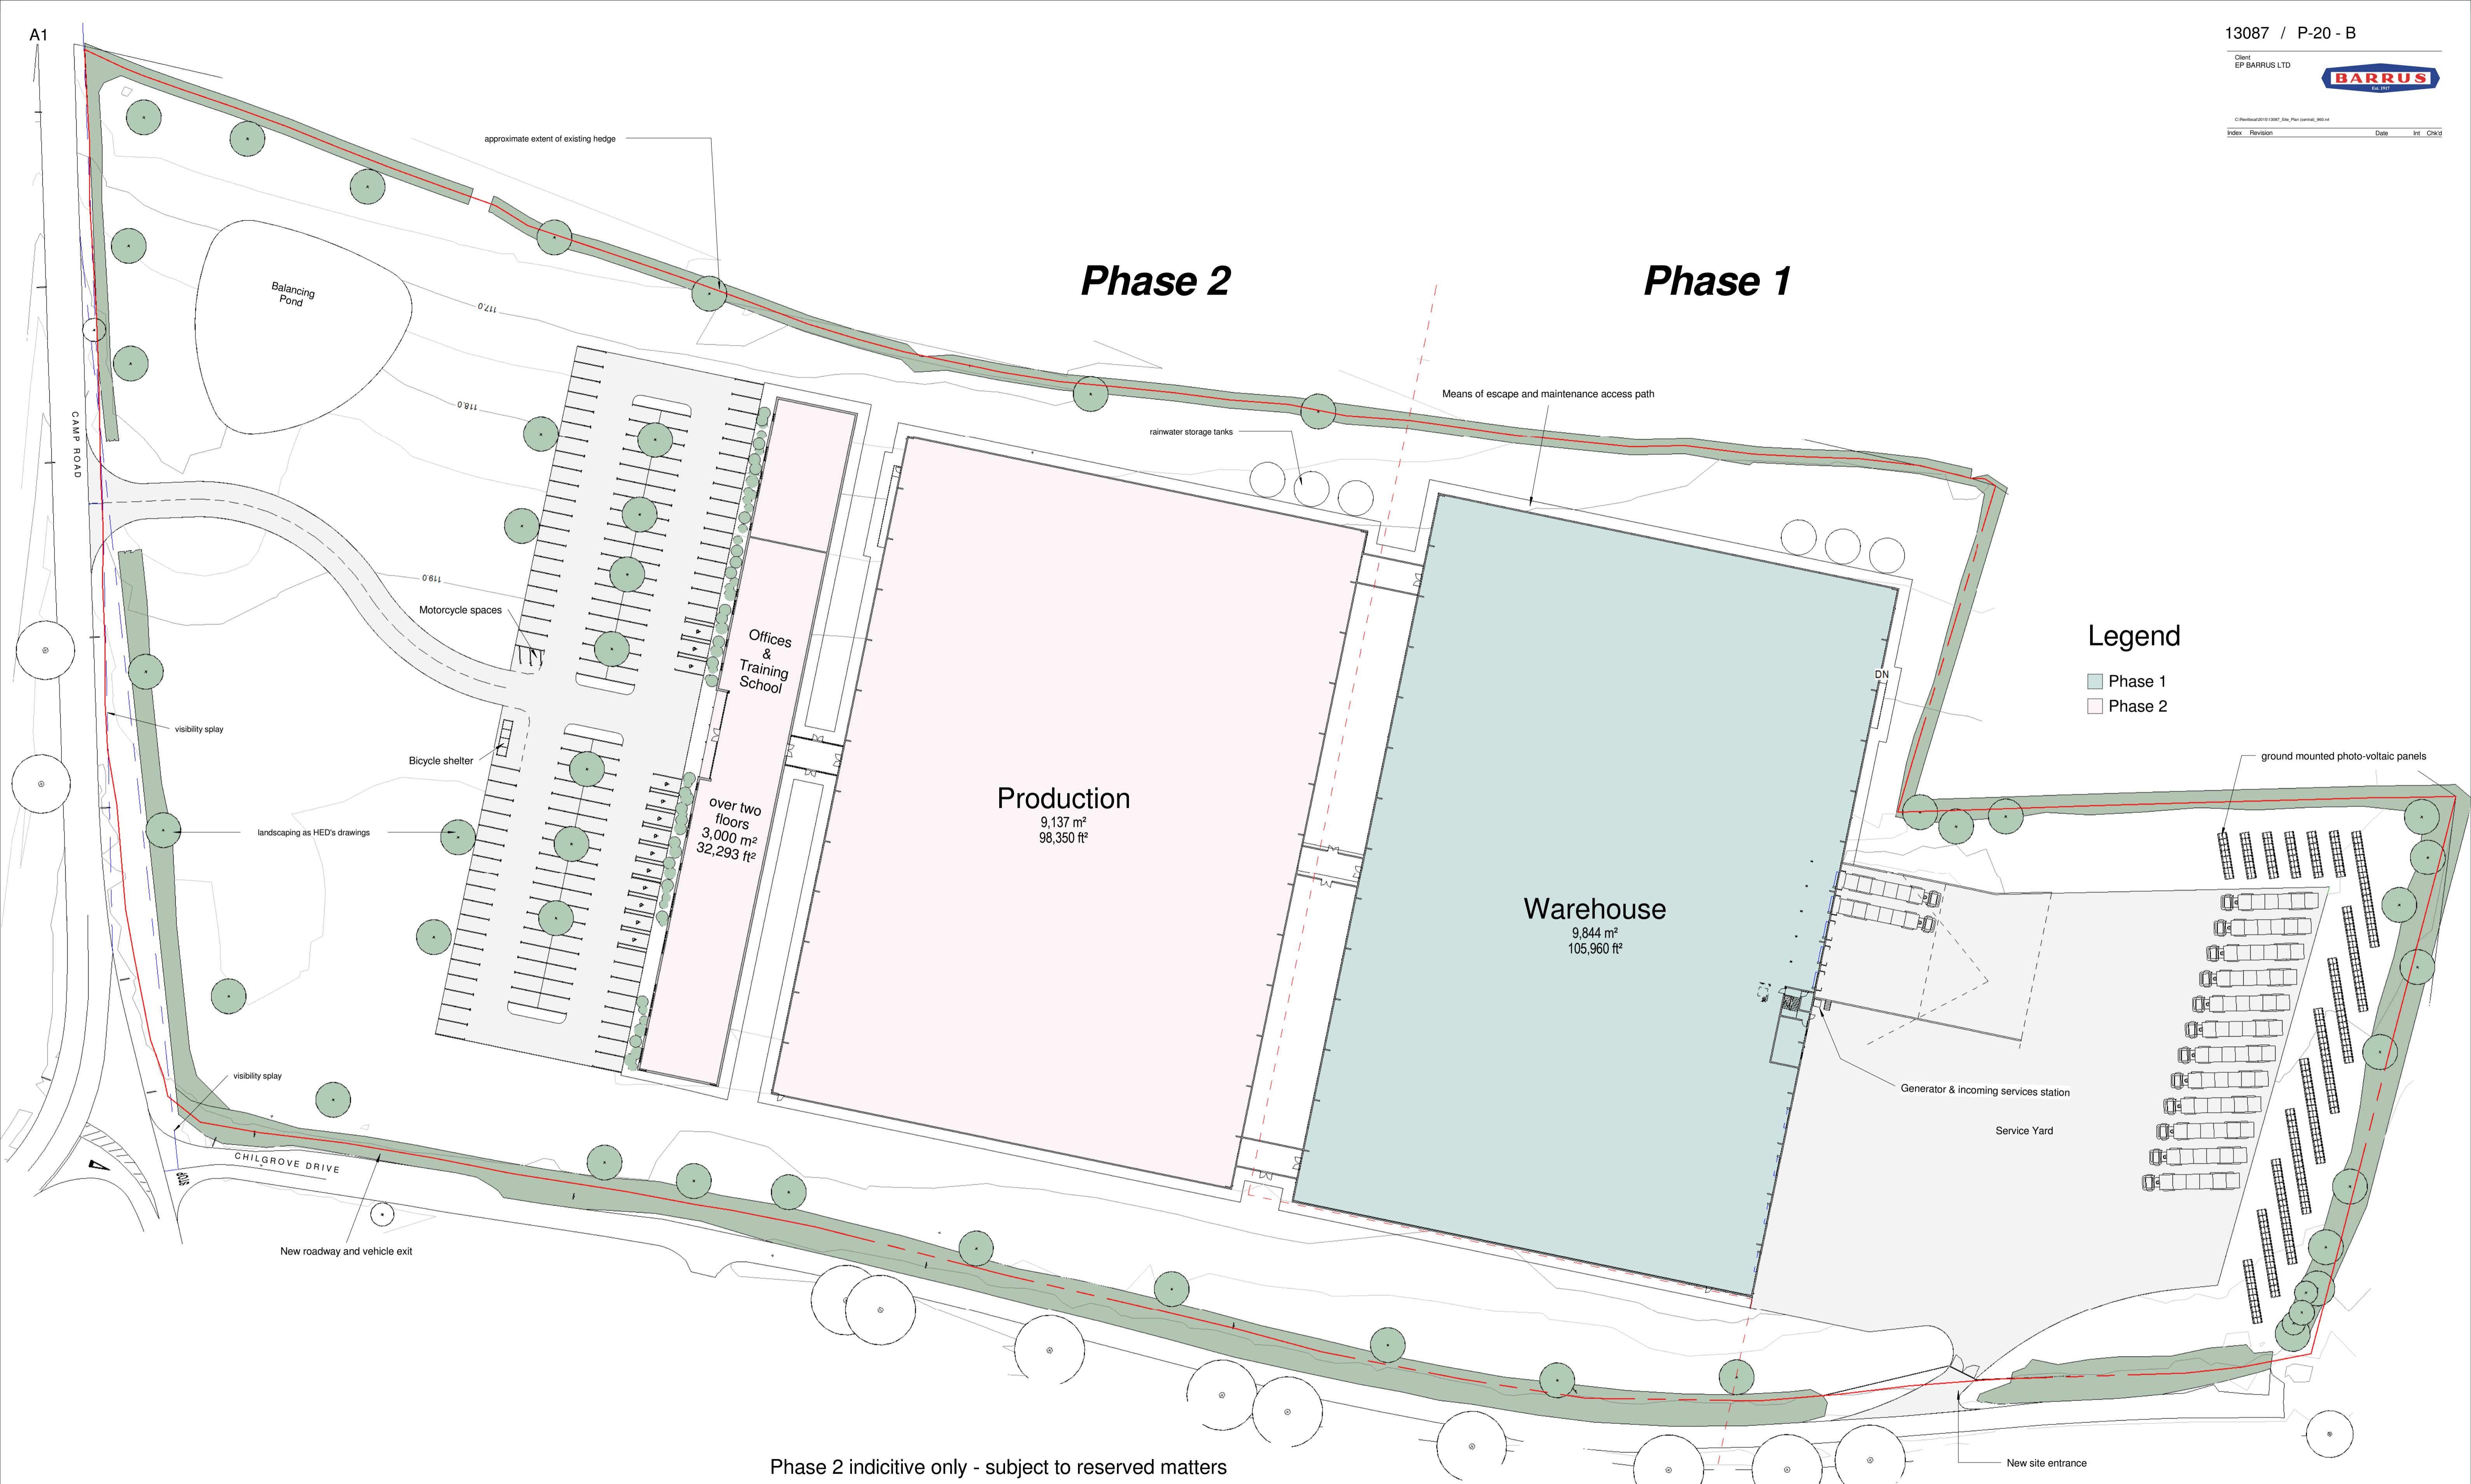 A1
13087 / P-20 - B
Client
EP BARRUS LTD
BARRUS
Est. 1917
Index Revision Date Int Chk'd
approximate extent of existing hedge
Phase 2
Phase 1
Balancing
Pond
117.0
118.0
119.0
CAMP ROAD
Means of escape and maintenance access path
rainwater storage tanks
Motorcycle spaces
Offices
&
Training
School
over two
floors
3,000 m²
32,293 ft²
Legend
Phase 1
Phase 2
DN
visibility splay
Bicycle shelter
ground mounted photo-voltaic panels
Production
9,137 m²
98,350 ft²
landscaping as HED's drawings
Warehouse
9,844 m²
105,960 ft²
visibility splay
Generator & incoming services station
Service Yard
CHILGROVE DRIVE
STOP
New roadway and vehicle exit
New site entrance
Phase 2 indicitive only - subject to reserved matters